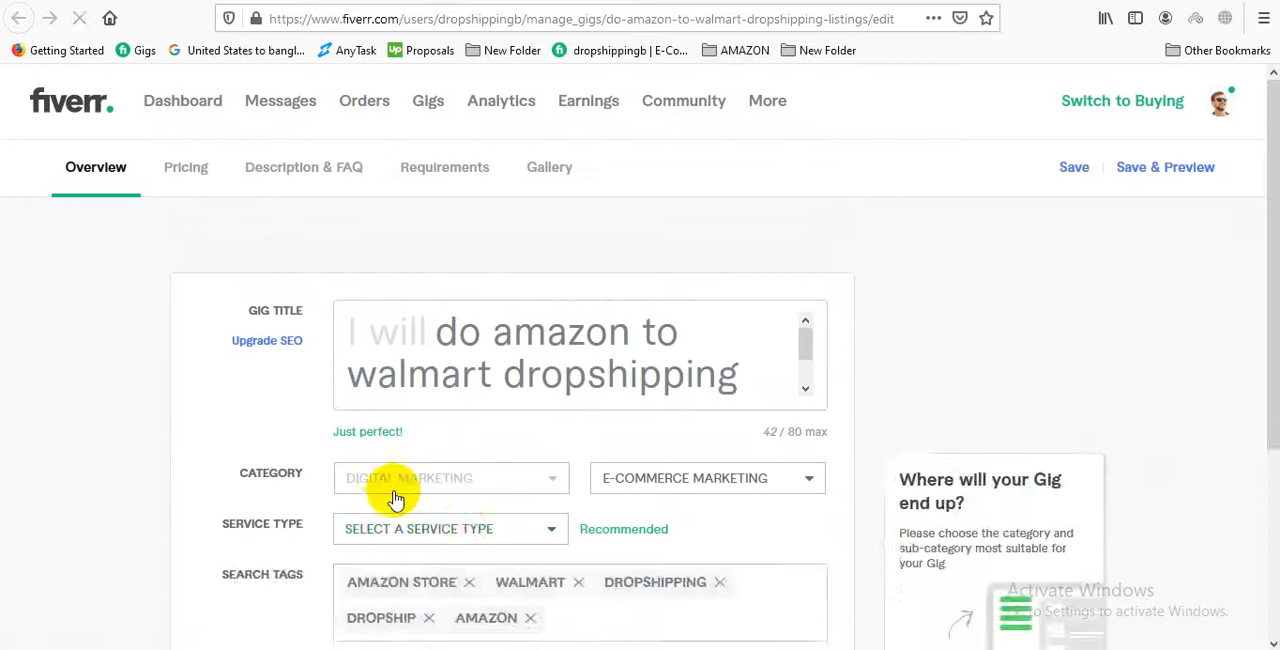 https://www.fiverr.com/users/dropshippingb/manage_gigs/do-amazon-to-walmart-dropshipping-listings/edit
Getting Started Gigs United States to bangl... AnyTask Proposals New Folder dropshippingb | E-Co... AMAZON New Folder Other Bookmarks
fiverr. Dashboard Messages Orders Gigs Analytics Earnings Community More Switch to Buying
Overview Pricing Description & FAQ Requirements Gallery Save Save & Preview
GIG TITLE
Upgrade SEO
I will do amazon to
walmart dropshipping
Just perfect! 42 / 80 max
CATEGORY DIGITAL MARKETING E-COMMERCE MARKETING
SERVICE TYPE SELECT A SERVICE TYPE Recommended
SEARCH TAGS AMAZON STORE WALMART DROPSHIPPING
DROPSHIP AMAZON
Where will your Gig
end up?
Please choose the category and
sub-category most suitable for
your Gig
Activate Windows
to Settings to activate Windows.